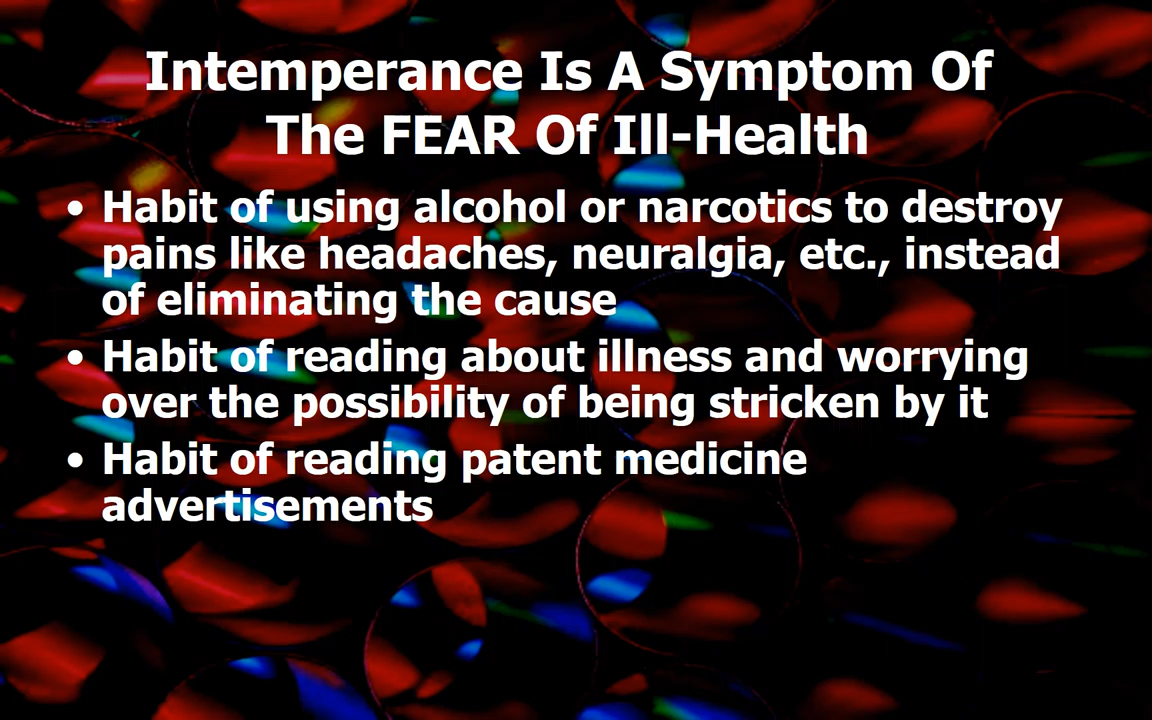 Intemperance Is A Symptom Of
The FEAR Of Ill-Health
• Habit of using alcohol or narcotics to destroy
pains like headaches, neuralgia, etc., instead
of eliminating the cause
• Habit of reading about illness and worrying
over the possibility of being stricken by it
• Habit of reading patent medicine
advertisements